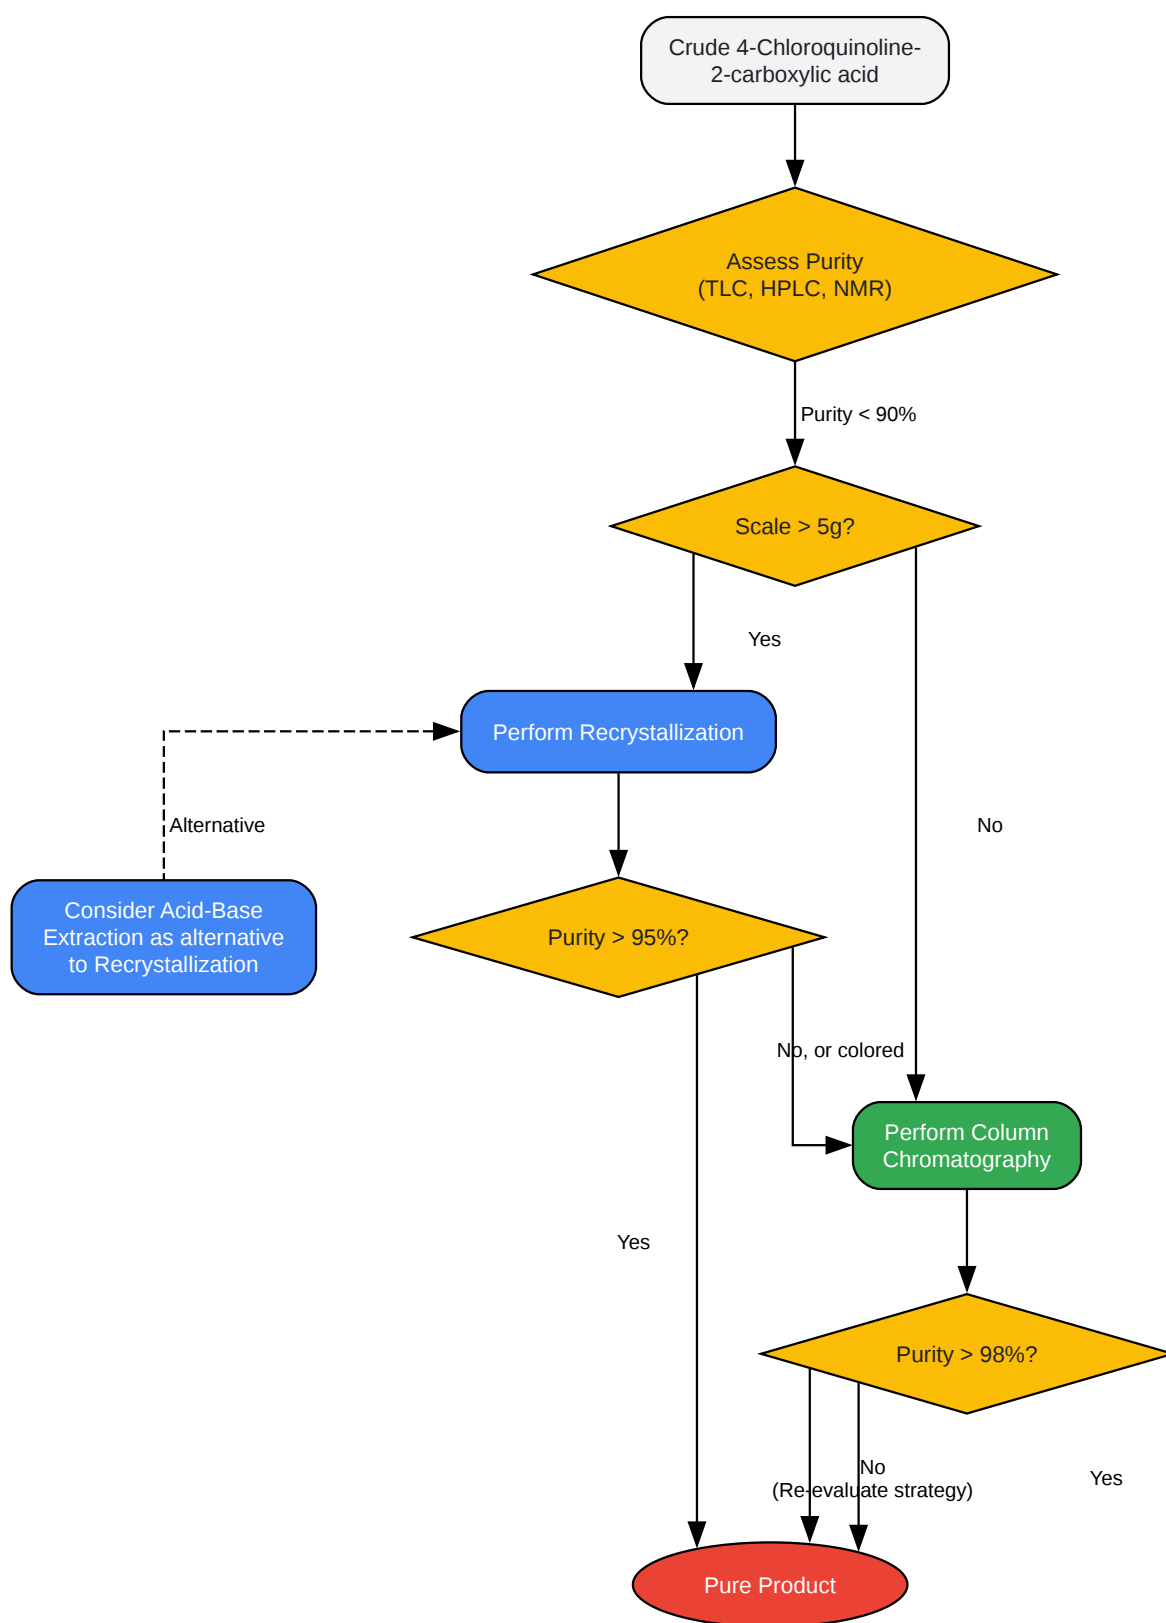 Crude 4-Chloroquinoline-
2-carboxylic acid
Assess Purity
(TLC, HPLC, NMR)
Purity < 90%
Scale > 5g?
Yes
Perform Recrystallization
Alternative
No
Consider Acid-Base
Extraction as alternative
to Recrystallization
Purity > 95%?
No, or colored
Perform Column
Chromatography
Yes
Purity > 98%?
No
(Re-evaluate strategy)
Yes
Pure Product